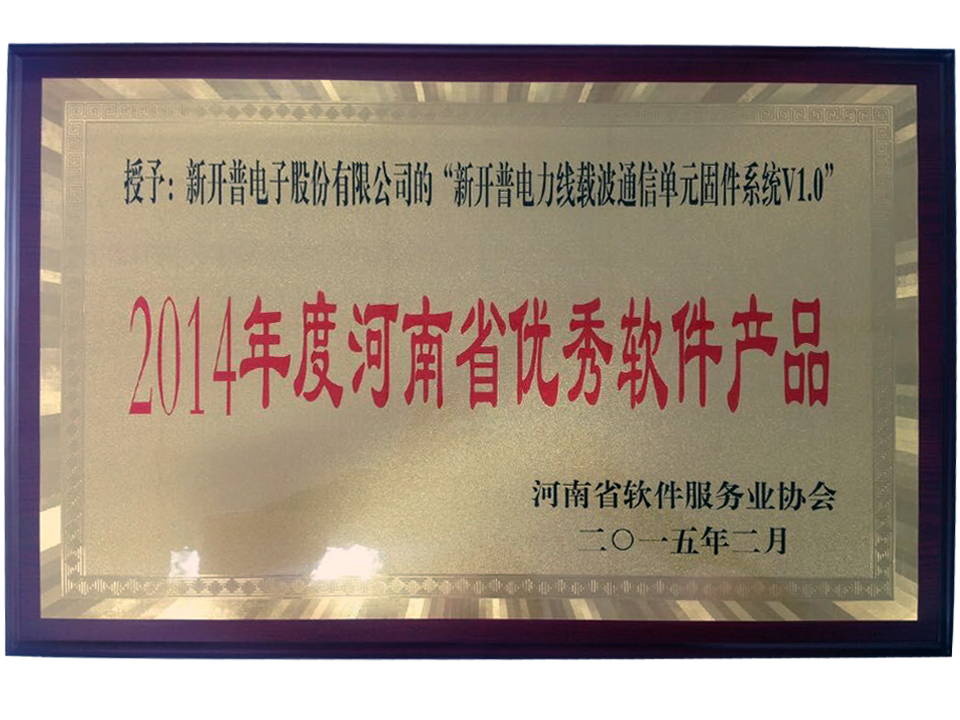 授予：新开普电子股份有限公司的“新开普电力线载波通信单元固件系统V1.0”
2014年度河南省优秀软件产品
河南省软件服务业协会
二〇一五年二月